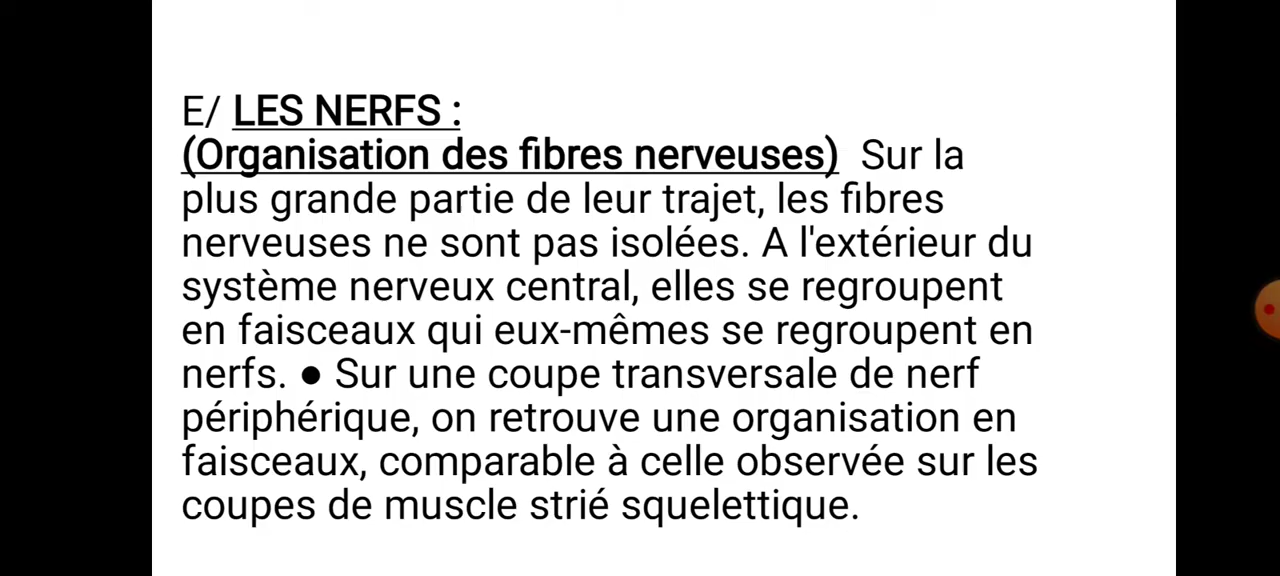 E/ LES NERFS :
(Organisation des fibres nerveuses) Sur la
plus grande partie de leur trajet, les fibres
nerveuses ne sont pas isolées. A l'extérieur du
système nerveux central, elles se regroupent
en faisceaux qui eux-mêmes se regroupent en
nerfs. ● Sur une coupe transversale de nerf
périphérique, on retrouve une organisation en
faisceaux, comparable à celle observée sur les
coupes de muscle strié squelettique.